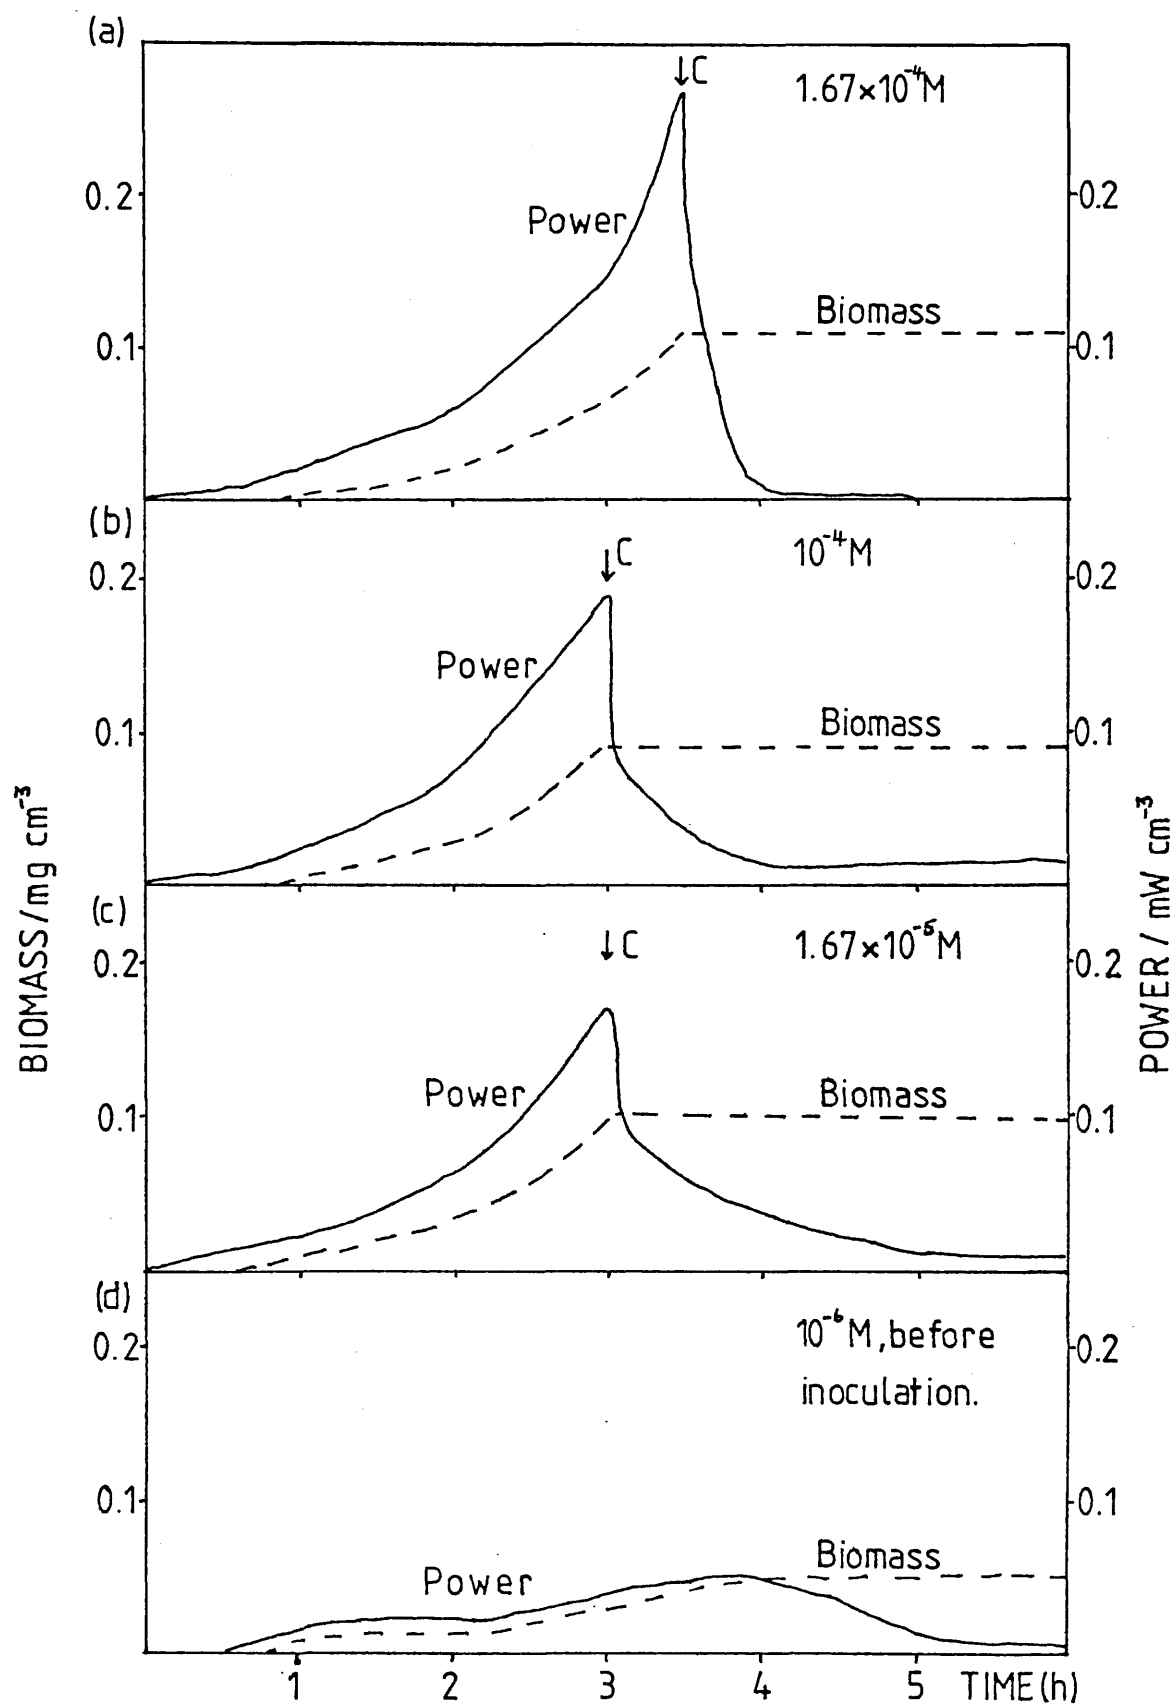 (a)
C
1.67×10⁻⁴M
0.2
0.2
Power
Biomass
0.1
0.1
(b)
C
10⁻⁴M
0.2
0.2
Power
Biomass
0.1
0.1
BIOMASS/mg cm⁻³
POWER / mW cm⁻³
(c)
C
1.67×10⁻⁵M
0.2
0.2
Power
Biomass
0.1
0.1
(d)
10⁻⁶M, before
inoculation.
0.2
0.2
0.1
0.1
Biomass
Power
1 2 3 4 5 TIME(h)